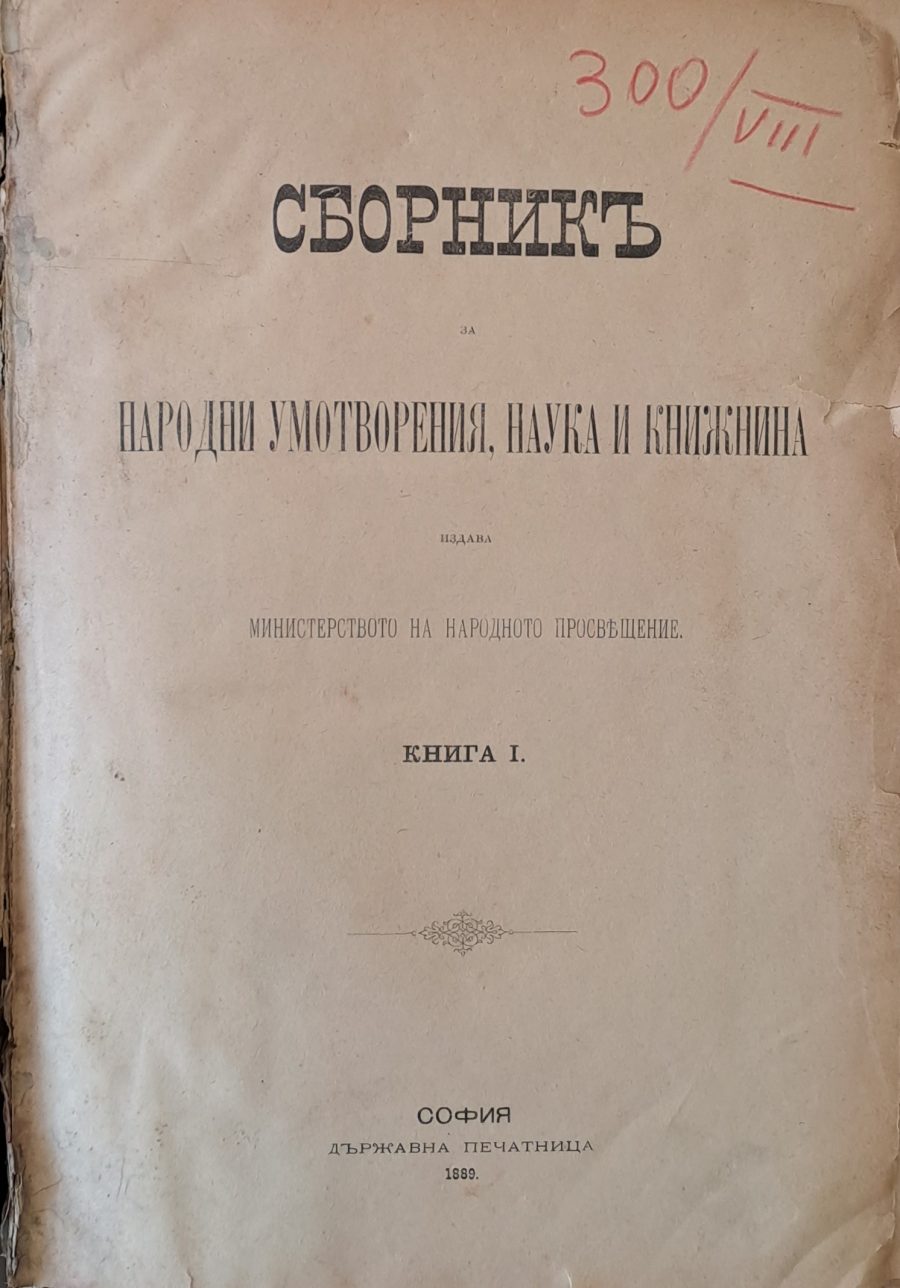 300/VIII
СБОРНИКЪ
ЗА
НАРОДНИ УМОТВОРЕНИЯ, НАУКА И КНИЖНИНА
ИЗДАВА
МИНИСТЕРСТВОТО НА НАРОДНОТО ПРОСВѢЩЕНИЕ.
КНИГА I.
СОФИЯ
ДЪРЖАВНА ПЕЧАТНИЦА
1889.